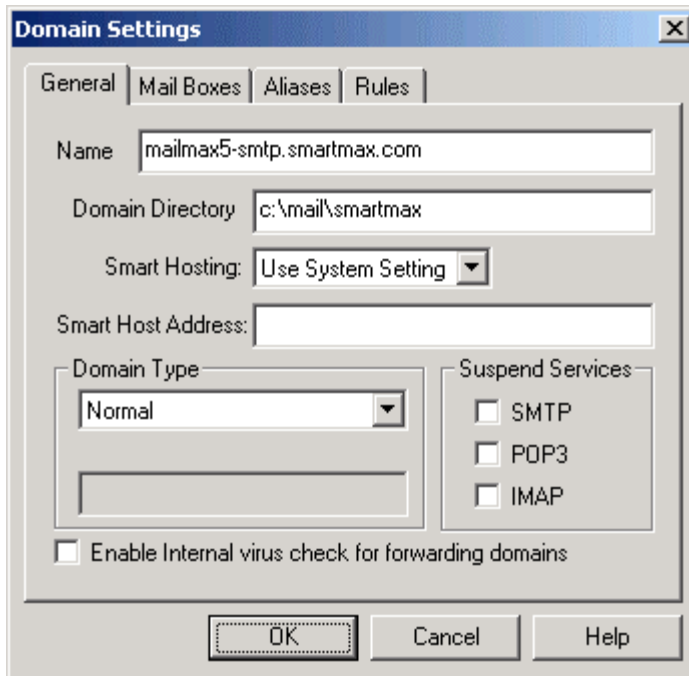 Domain Settings
General Mail Boxes Aliases Rules
Name mailmax5-smtp.smartmax.com
Domain Directory c:\mail\smartmax
Smart Hosting: Use System Setting
Smart Host Address:
Domain Type
Normal
Suspend Services
SMTP
POP3
IMAP
Enable Internal virus check for forwarding domains
OK Cancel Help